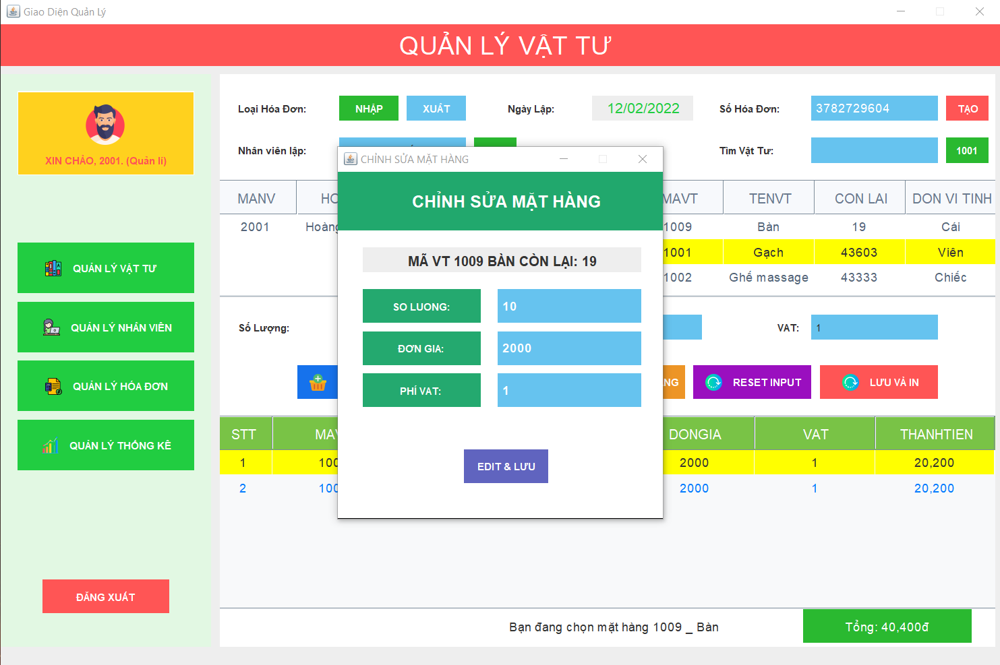 Giao Diện Quản Lý
QUẢN LÝ VẬT TƯ
XIN CHÀO, 2001. (Quản lí)
QUẢN LÝ VẬT TƯ
QUẢN LÝ NHÂN VIÊN
QUẢN LÝ HÓA ĐƠN
QUẢN LÝ THỐNG KÊ
ĐĂNG XUẤT
Loại Hóa Đơn: NHẬP XUẤT Ngày Lập: 12/02/2022 Số Hóa Đơn: 3782729604 TẠO
Nhân viên lập: Tìm Vật Tư: 1001
MANV HO MAVT TENVT CON LAI DON VI TINH
2001 Hoàng 1009 Bàn 19 Cái
1001 Gạch 43603 Viên
1002 Ghế massage 43333 Chiếc
Số Lượng: VAT: 1
NG RESET INPUT LƯU VÀ IN
STT MAV DONGIA VAT THANHTIEN
1 100 2000 1 20,200
2 100 2000 1 20,200
Bạn đang chọn mặt hàng 1009 _ Bàn Tổng: 40,400đ
CHỈNH SỬA MẶT HÀNG
CHỈNH SỬA MẶT HÀNG
MÃ VT 1009 BÀN CÒN LẠI: 19
SO LUONG: 10
ĐƠN GIA: 2000
PHÍ VAT: 1
EDIT & LƯU